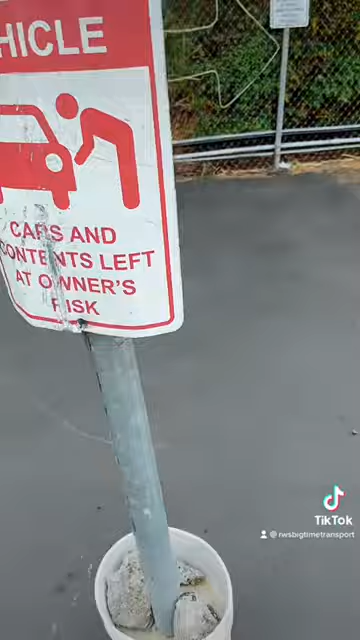 HICLE
CARS AND
CONTENTS LEFT
AT OWNER'S
RISK
TikTok
@rwsbigtimetransport